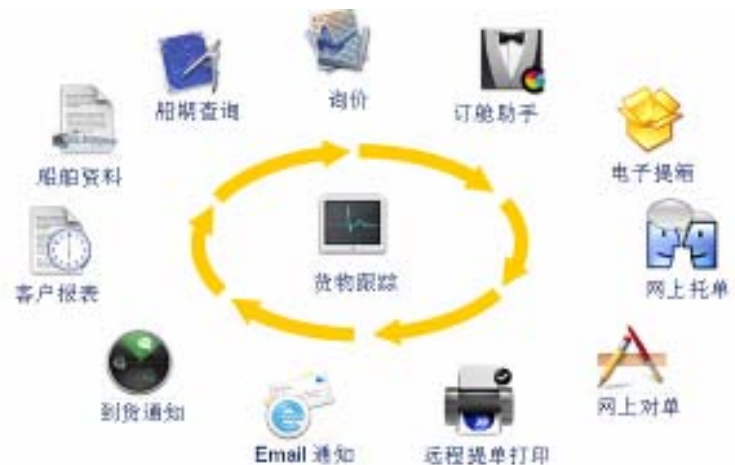 船期查询
询价
订舱助手
船舶资料
电子提箱
客户报表
货物跟踪
网上托单
到货通知
网上对单
Email 通知
远程提单打印